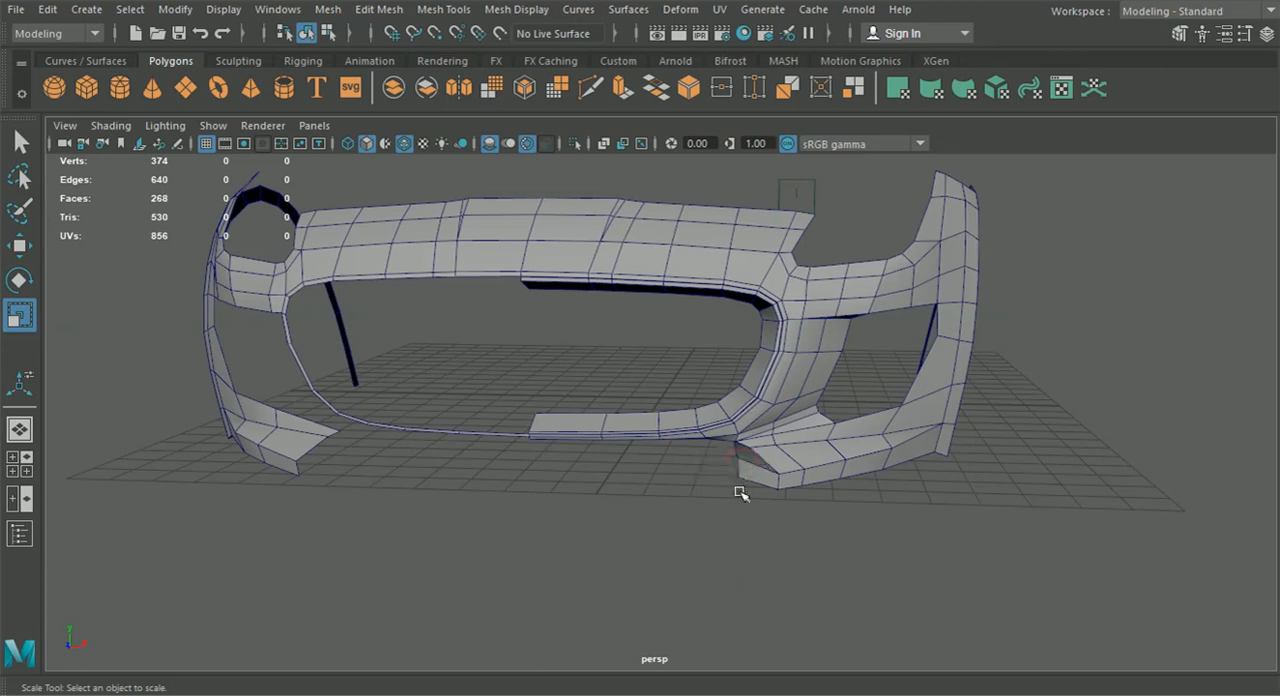 File Edit Create Select Modify Display Windows Mesh Edit Mesh Mesh Tools Mesh Display Curves Surfaces Deform UV Generate Cache Arnold Help Workspace : Modeling - Standard
Modeling No Live Surface Sign In
Curves / Surfaces Polygons Sculpting Rigging Animation Rendering FX FX Caching Custom Arnold Bifrost MASH Motion Graphics XGen
T SVG
View Shading Lighting Show Renderer Panels
0.00 1.00 sRGB gamma
Verts: 374 0 0
Edges: 640 0 0
Faces: 268 0 0
Tris: 530 0 0
UVs: 856 0 0
y
persp
M
Scale Tool: Select an object to scale.